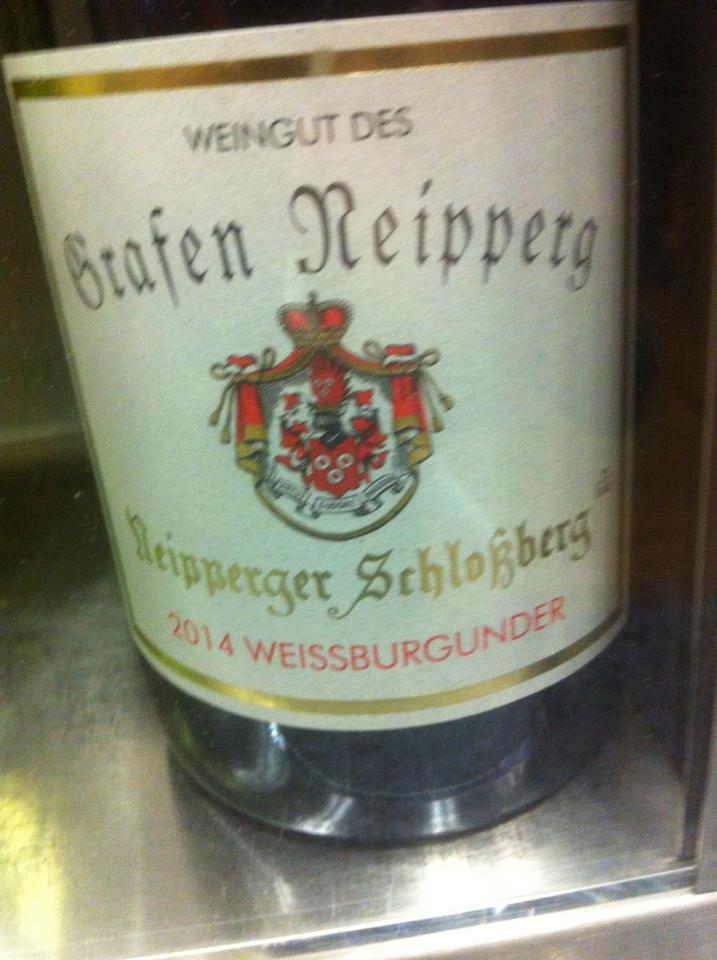 WEINGUT DES
Grafen Neipperg
Neipperger Schloßberg
2014 WEISSBURGUNDER